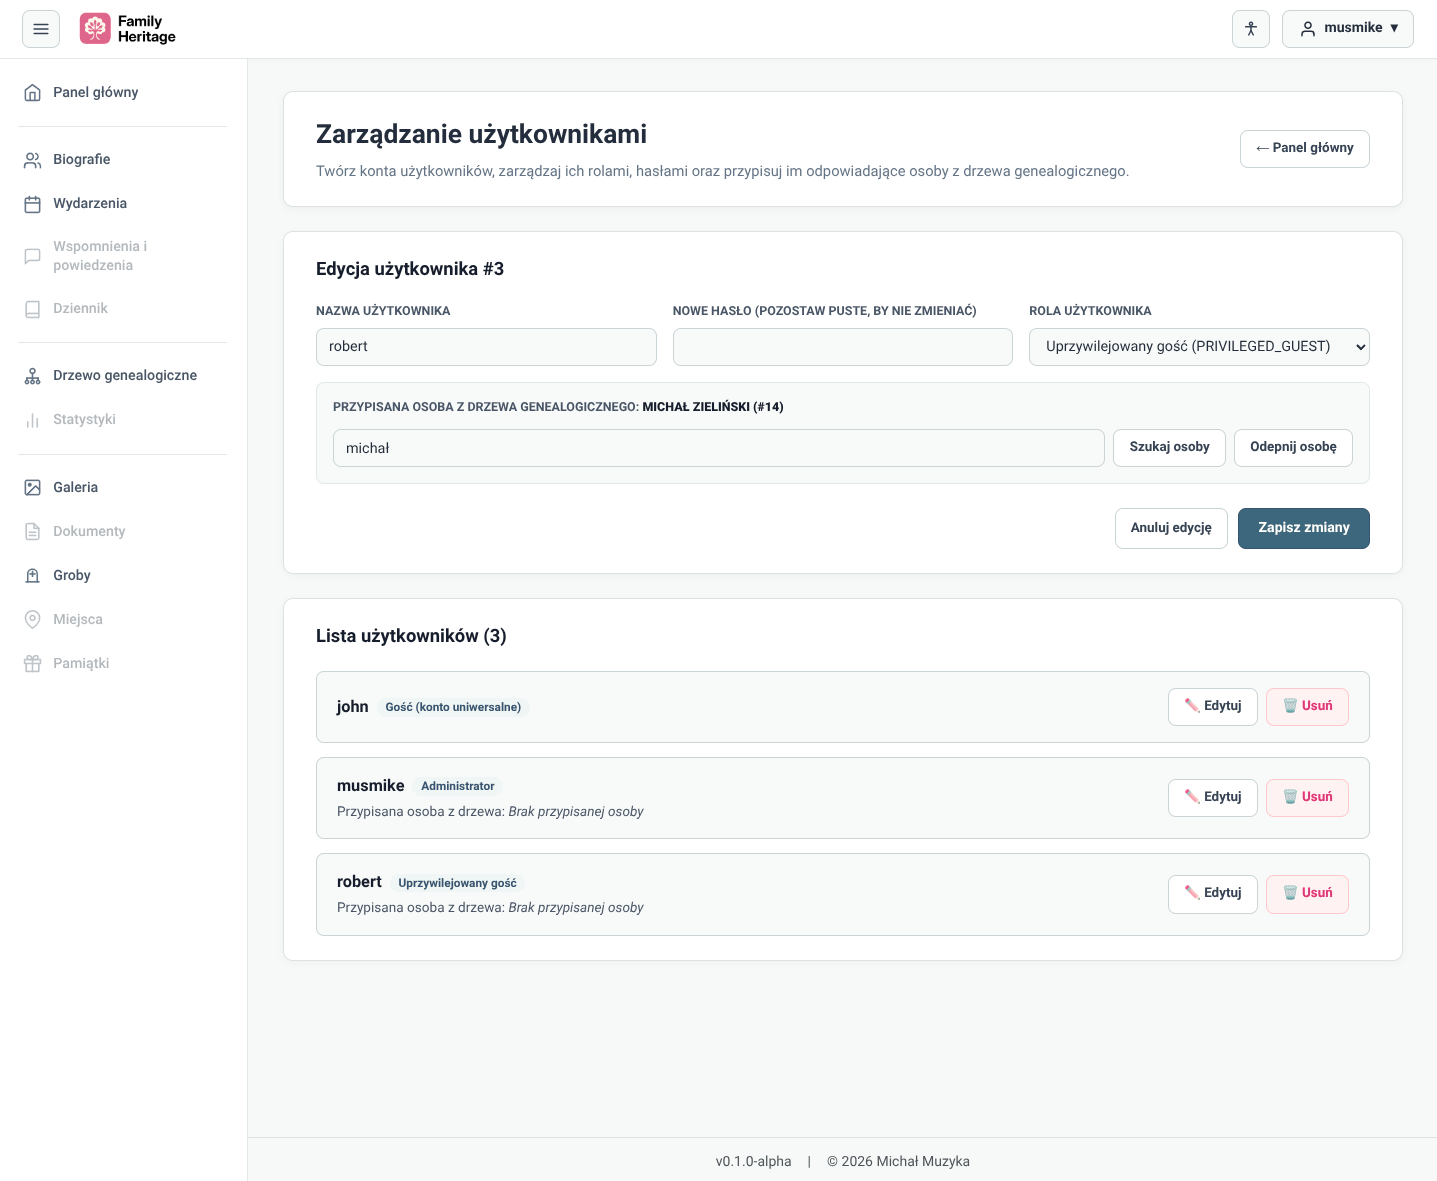 Family
Heritage
musmike ▼
Panel główny
Biografie
Wydarzenia
Wspomnienia i
powiedzenia
Dziennik
Drzewo genealogiczne
Statystyki
Galeria
Dokumenty
Groby
Miejsca
Pamiątki
Zarządzanie użytkownikami
Twórz konta użytkowników, zarządzaj ich rolami, hasłami oraz przypisuj im odpowiadające osoby z drzewa genealogicznego.
← Panel główny
Edycja użytkownika #3
NAZWA UŻYTKOWNIKA
NOWE HASŁO (POZOSTAW PUSTE, BY NIE ZMIENIAĆ)
ROLA UŻYTKOWNIKA
robert
Uprzywilejowany gość (PRIVILEGED_GUEST)
PRZYPISANA OSOBA Z DRZEWA GENEALOGICZNEGO: MICHAŁ ZIELIŃSKI (#14)
michał
Szukaj osoby
Odepnij osobę
Anuluj edycję
Zapisz zmiany
Lista użytkowników (3)
john Gość (konto uniwersalne)
✏️ Edytuj
🗑️ Usuń
musmike Administrator
Przypisana osoba z drzewa: Brak przypisanej osoby
✏️ Edytuj
🗑️ Usuń
robert Uprzywilejowany gość
Przypisana osoba z drzewa: Brak przypisanej osoby
✏️ Edytuj
🗑️ Usuń
v0.1.0-alpha | © 2026 Michał Muzyka